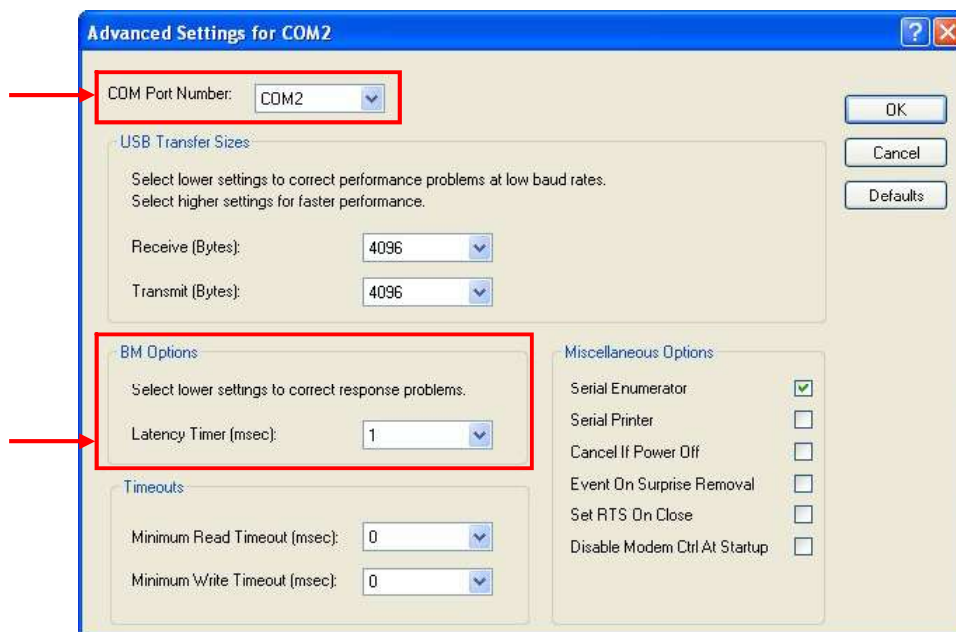 Advanced Settings for COM2
COM Port Number: COM2
OK
Cancel
Defaults
USB Transfer Sizes
Select lower settings to correct performance problems at low baud rates.
Select higher settings for faster performance.
Receive (Bytes): 4096
Transmit (Bytes): 4096
BM Options
Select lower settings to correct response problems.
Latency Timer (msec): 1
Timeouts
Minimum Read Timeout (msec): 0
Minimum Write Timeout (msec): 0
Miscellaneous Options
Serial Enumerator
Serial Printer
Cancel If Power Off
Event On Surprise Removal
Set RTS On Close
Disable Modem Ctrl At Startup